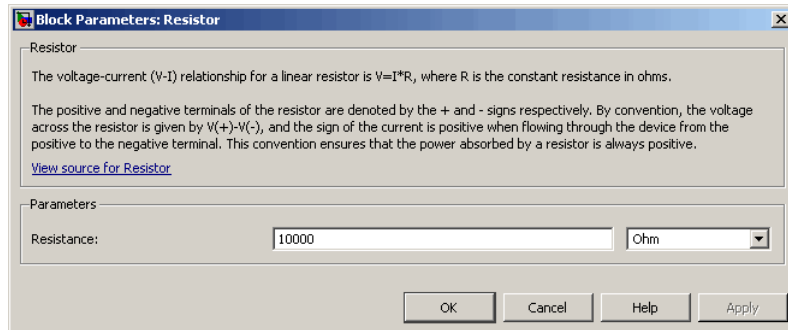 Block Parameters: Resistor
Resistor
The voltage-current (V-I) relationship for a linear resistor is V=I*R, where R is the constant resistance in ohms.
The positive and negative terminals of the resistor are denoted by the + and - signs respectively. By convention, the voltage
across the resistor is given by V(+)-V(-), and the sign of the current is positive when flowing through the device from the
positive to the negative terminal. This convention ensures that the power absorbed by a resistor is always positive.
View source for Resistor
Parameters
Resistance: 10000 Ohm
OK Cancel Help Apply